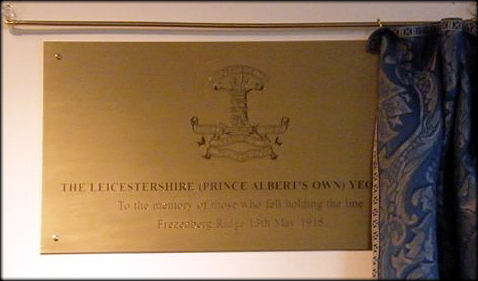 THE LEICESTERSHIRE (PRINCE ALBERT'S OWN) YEO
To the memory of those who fell holding the line
Frezenberg Ridge 13th May 1915.